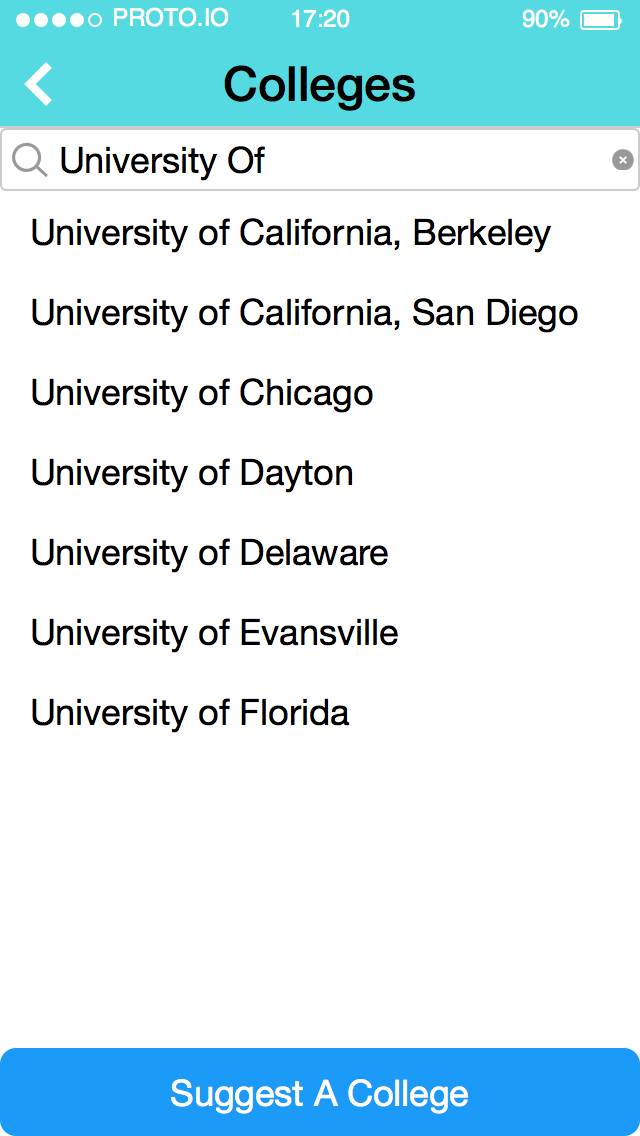 PROTO.IO 17:20 90%
Colleges
University Of
University of California, Berkeley
University of California, San Diego
University of Chicago
University of Dayton
University of Delaware
University of Evansville
University of Florida
Suggest A College